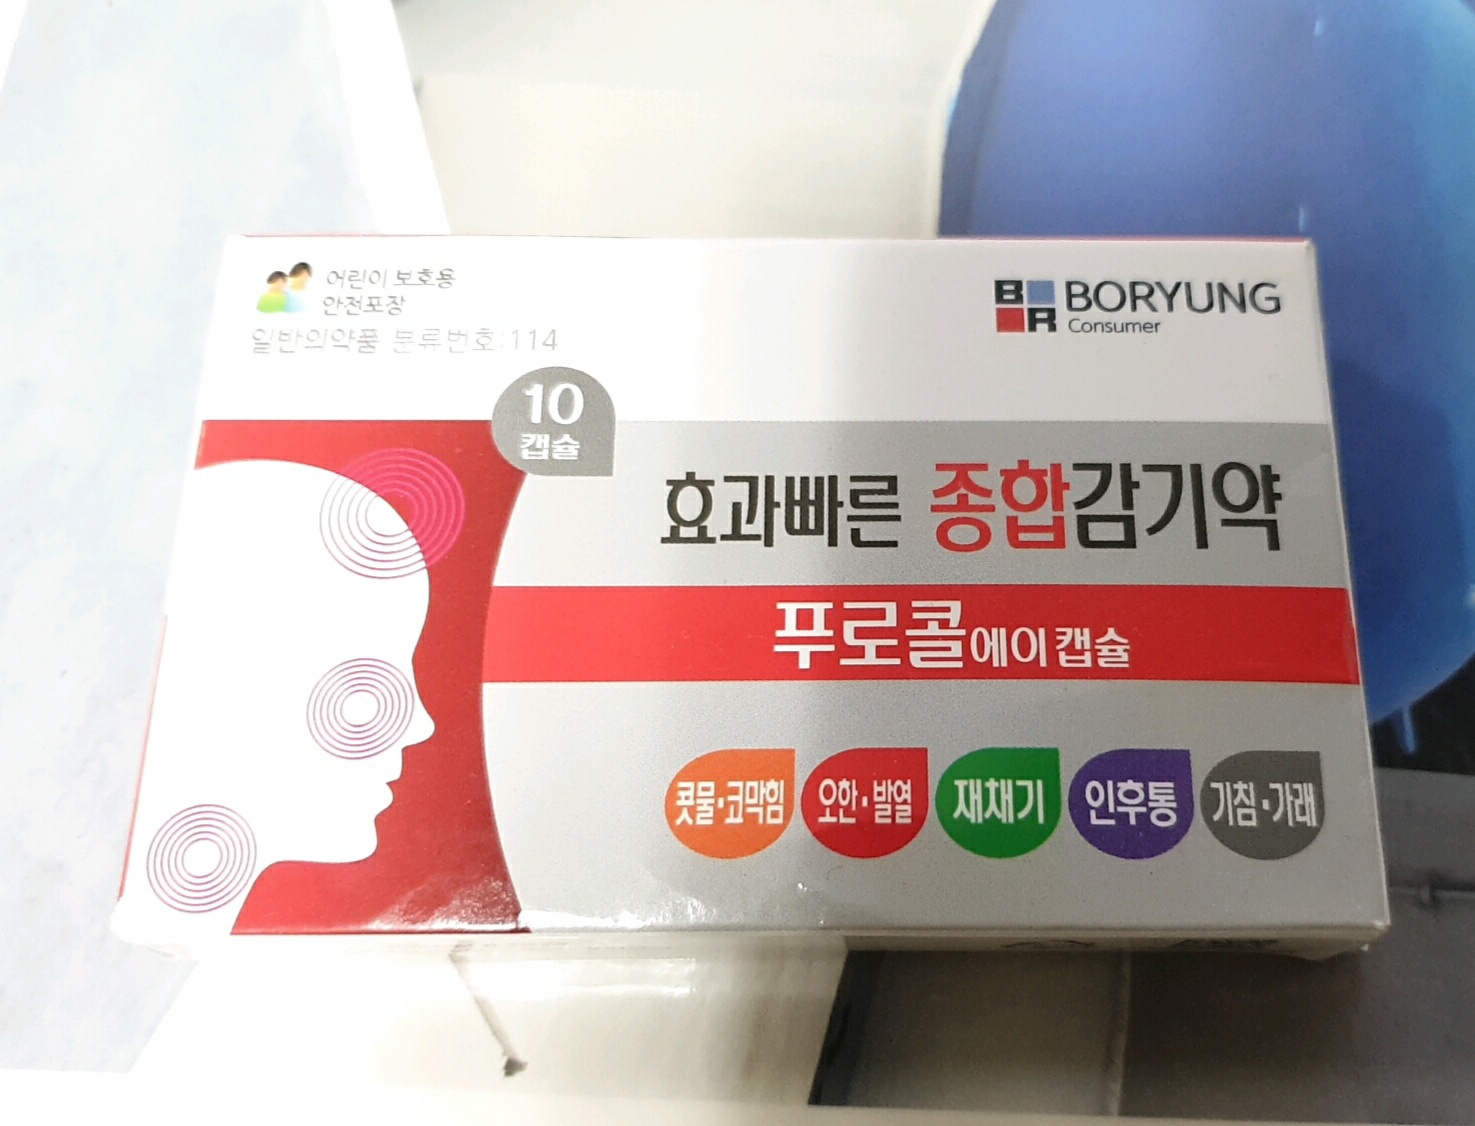 어린이 보호용
안전포장
일반의약품 분류번호:114
BR
BORYUNG
Consumer
10
캡슐
효과빠른 종합감기약
푸로콜에이 캡슐
콧물·코막힘
오한·발열
재채기
인후통
기침·가래